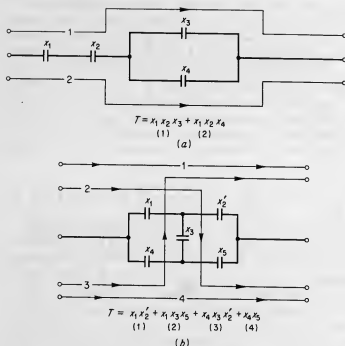 x₃
1
x₁ x₂
x₄
2
T = x₁ x₂ x₃ + x₁ x₂ x₄
(1) (2)
(a)
1
2
x₁ x₂′
x₃
x₄ x₅
3
4
T = x₁ x₂′ + x₁ x₃ x₅ + x₄ x₃ x₂′ + x₄ x₅
(1) (2) (3) (4)
(b)